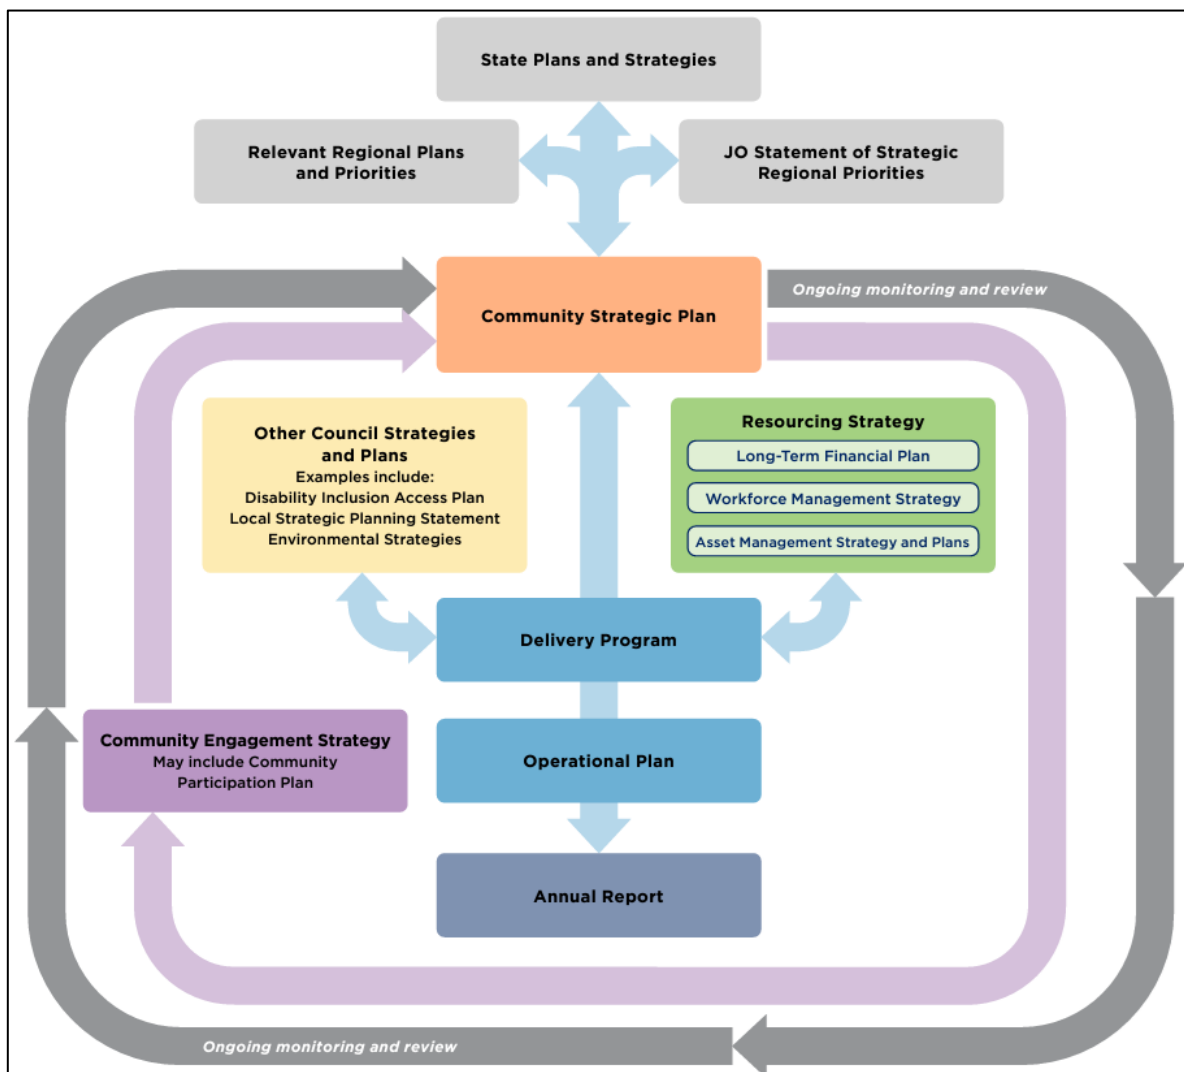 State Plans and Strategies
Relevant Regional Plans
and Priorities
JO Statement of Strategic
Regional Priorities
Ongoing monitoring and review
Community Strategic Plan
Other Council Strategies
and Plans
Examples include:
Disability Inclusion Access Plan
Local Strategic Planning Statement
Environmental Strategies
Resourcing Strategy
Long-Term Financial Plan
Workforce Management Strategy
Asset Management Strategy and Plans
Delivery Program
Community Engagement Strategy
May include Community
Participation Plan
Operational Plan
Annual Report
Ongoing monitoring and review